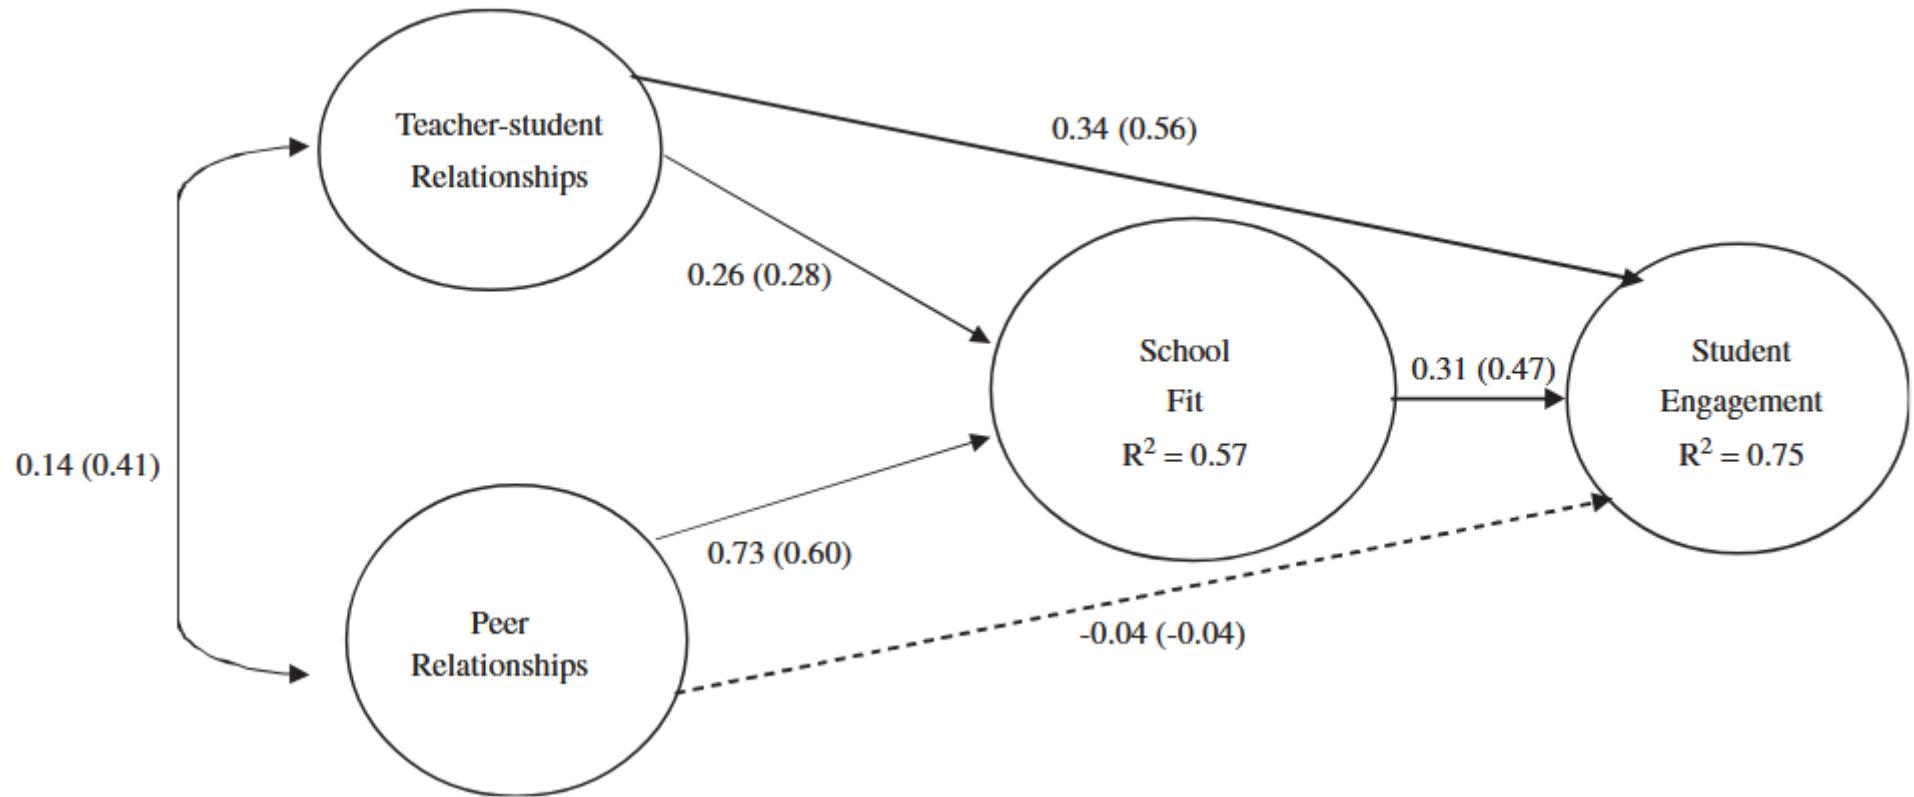 Teacher-student
Relationships
0.34 (0.56)
0.26 (0.28)
School
Fit
R² = 0.57
0.31 (0.47)
Student
Engagement
R² = 0.75
0.14 (0.41)
0.73 (0.60)
Peer
Relationships
-0.04 (-0.04)